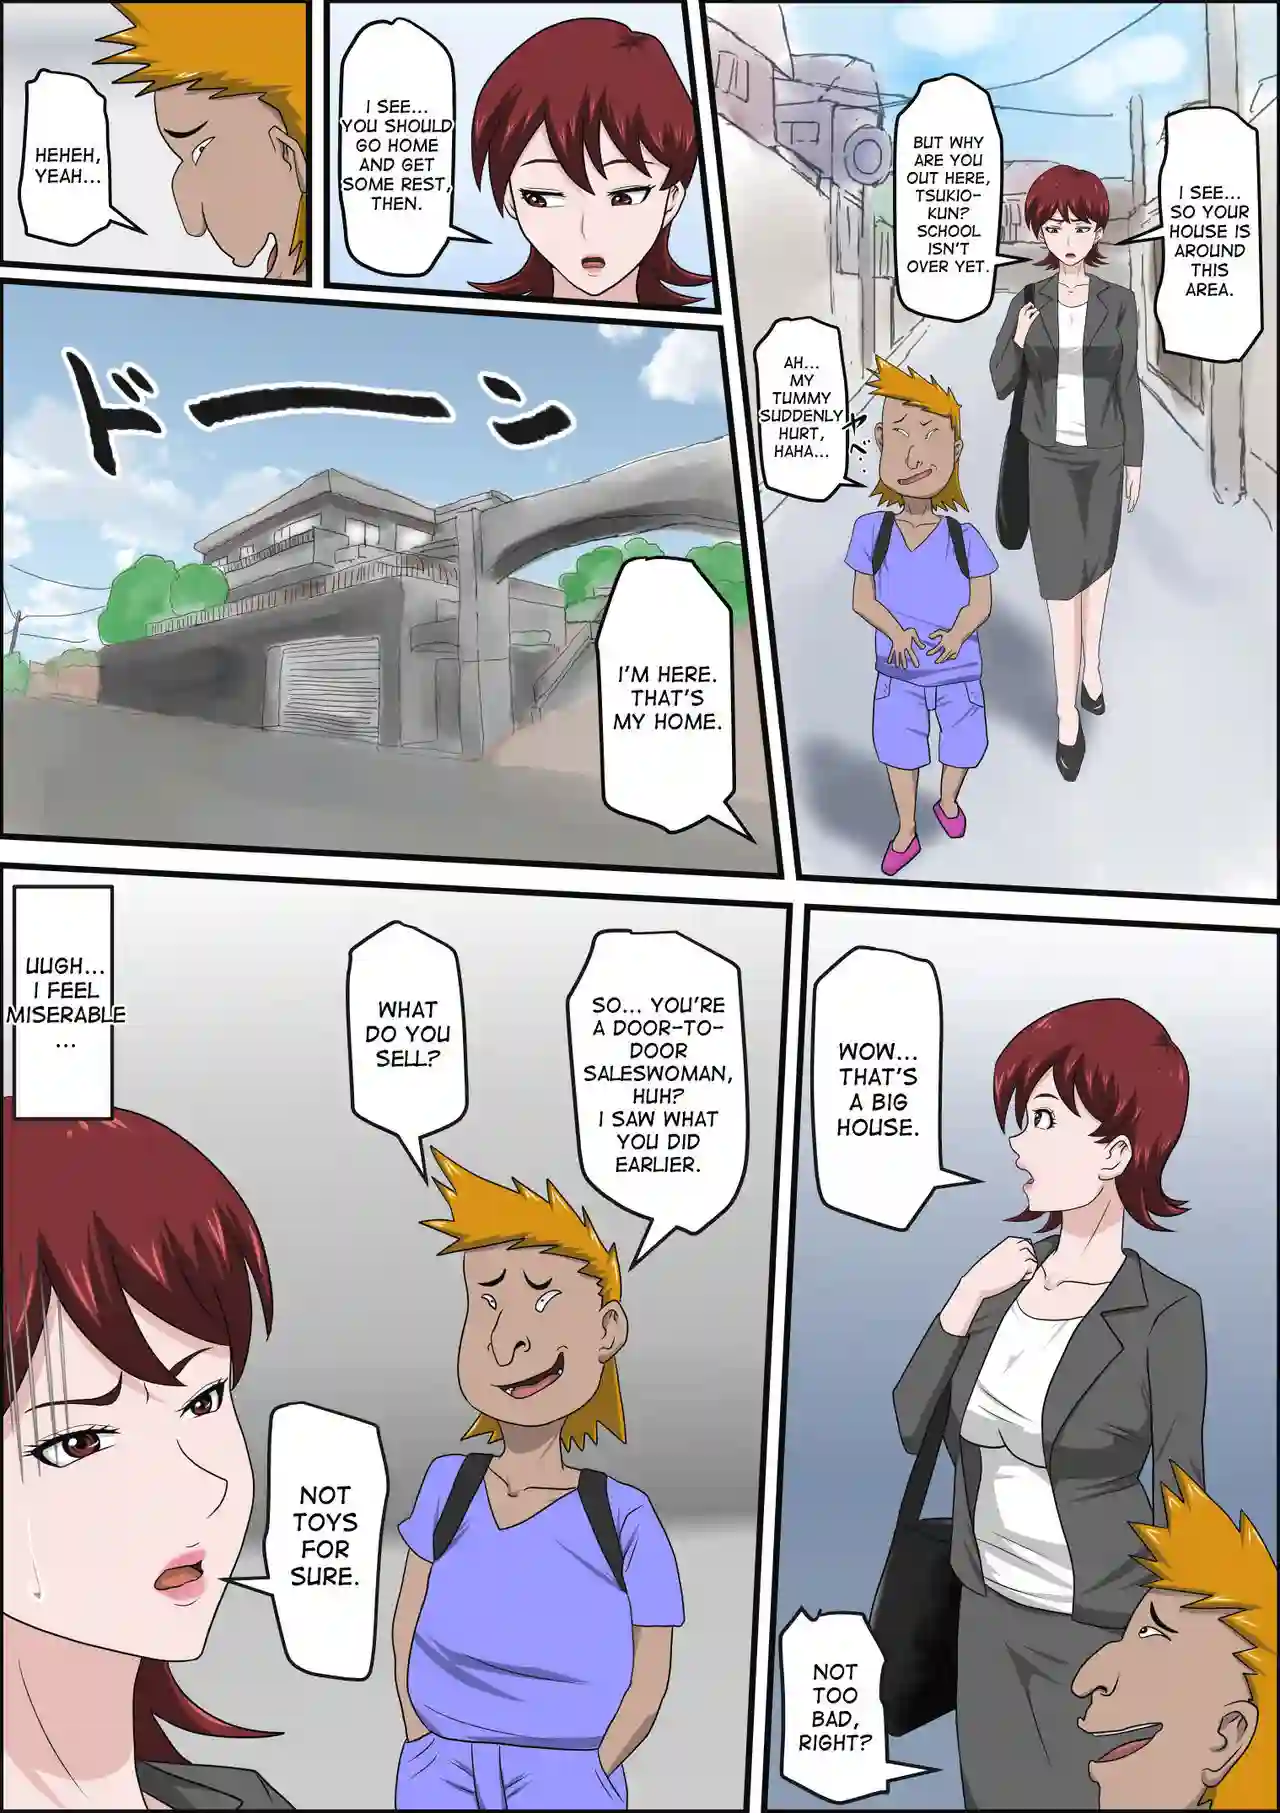 I SEE...
SO YOUR
HOUSE IS
AROUND
THIS
AREA.
BUT WHY
ARE YOU
OUT HERE,
TSUKIO-
KUN?
SCHOOL
ISN'T
OVER YET.
AH...
MY
TUMMY
SUDDENLY
HURT,
HAHA...
I SEE...
YOU SHOULD
GO HOME
AND GET
SOME REST,
THEN.
HEHEH,
YEAH...
ドーン
I'M HERE.
THAT'S
MY HOME.
WOW...
THAT'S
A BIG
HOUSE.
NOT
TOO
BAD,
RIGHT?
SO... YOU'RE
A DOOR-TO-
DOOR
SALESWOMAN,
HUH?
I SAW WHAT
YOU DID
EARLIER.
WHAT
DO YOU
SELL?
NOT
TOYS
FOR
SURE.
UUGH...
I FEEL
MISERABLE
...